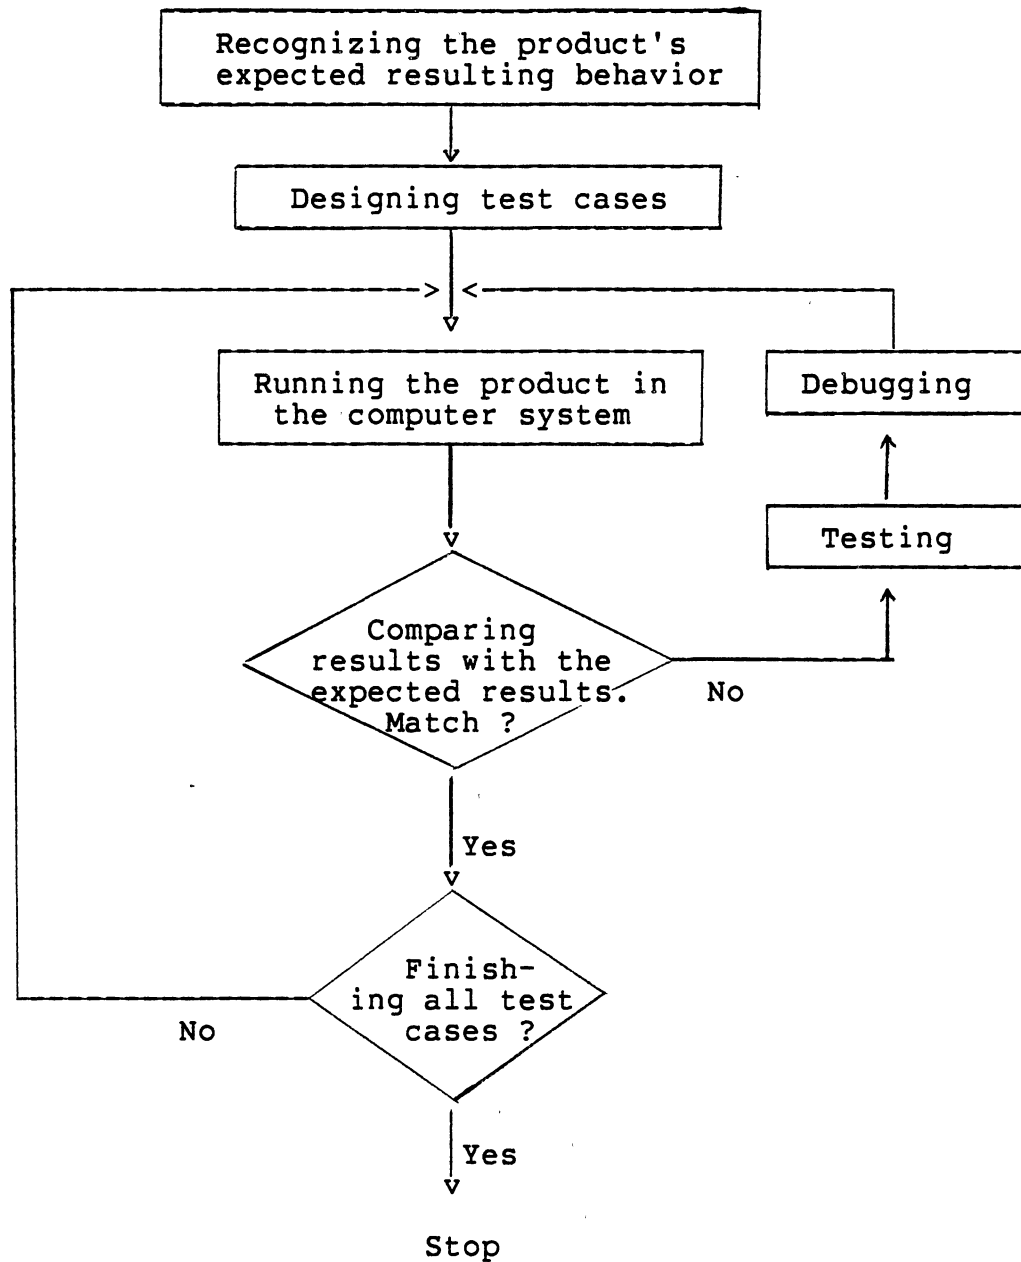 Recognizing the product's
expected resulting behavior
Designing test cases
Running the product in
the computer system
Debugging
Testing
Comparing
results with the
expected results.
Match ?
No
Yes
Finish-
ing all test
cases ?
No
Yes
Stop